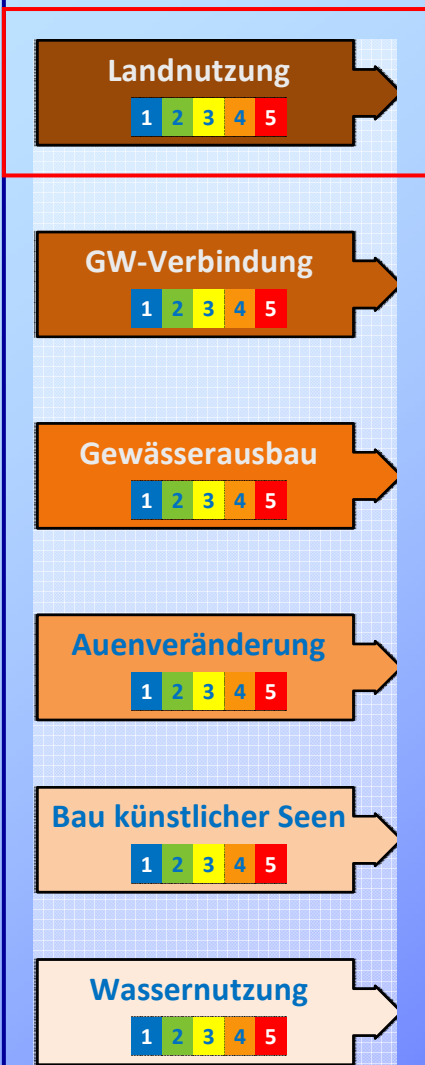 Landnutzung
1 2 3 4 5
GW-Verbindung
1 2 3 4 5
Gewässerausbau
1 2 3 4 5
Auenveränderung
1 2 3 4 5
Bau künstlicher Seen
1 2 3 4 5
Wassernutzung
1 2 3 4 5